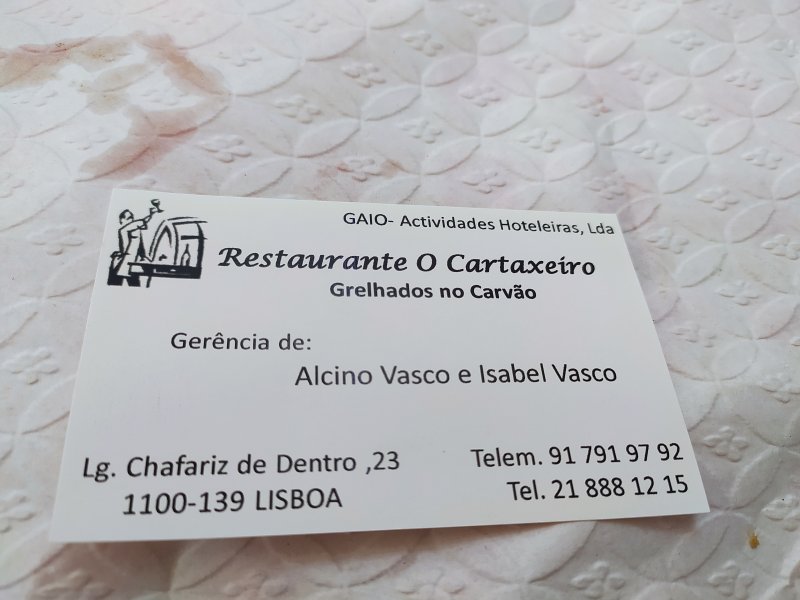 GAIO- Actividades Hoteleiras, Lda
Restaurante O Cartaxeiro
Grelhados no Carvão
Gerência de:
Alcino Vasco e Isabel Vasco
Lg. Chafariz de Dentro ,23
1100-139 LISBOA
Telem. 91 791 97 92
Tel. 21 888 12 15